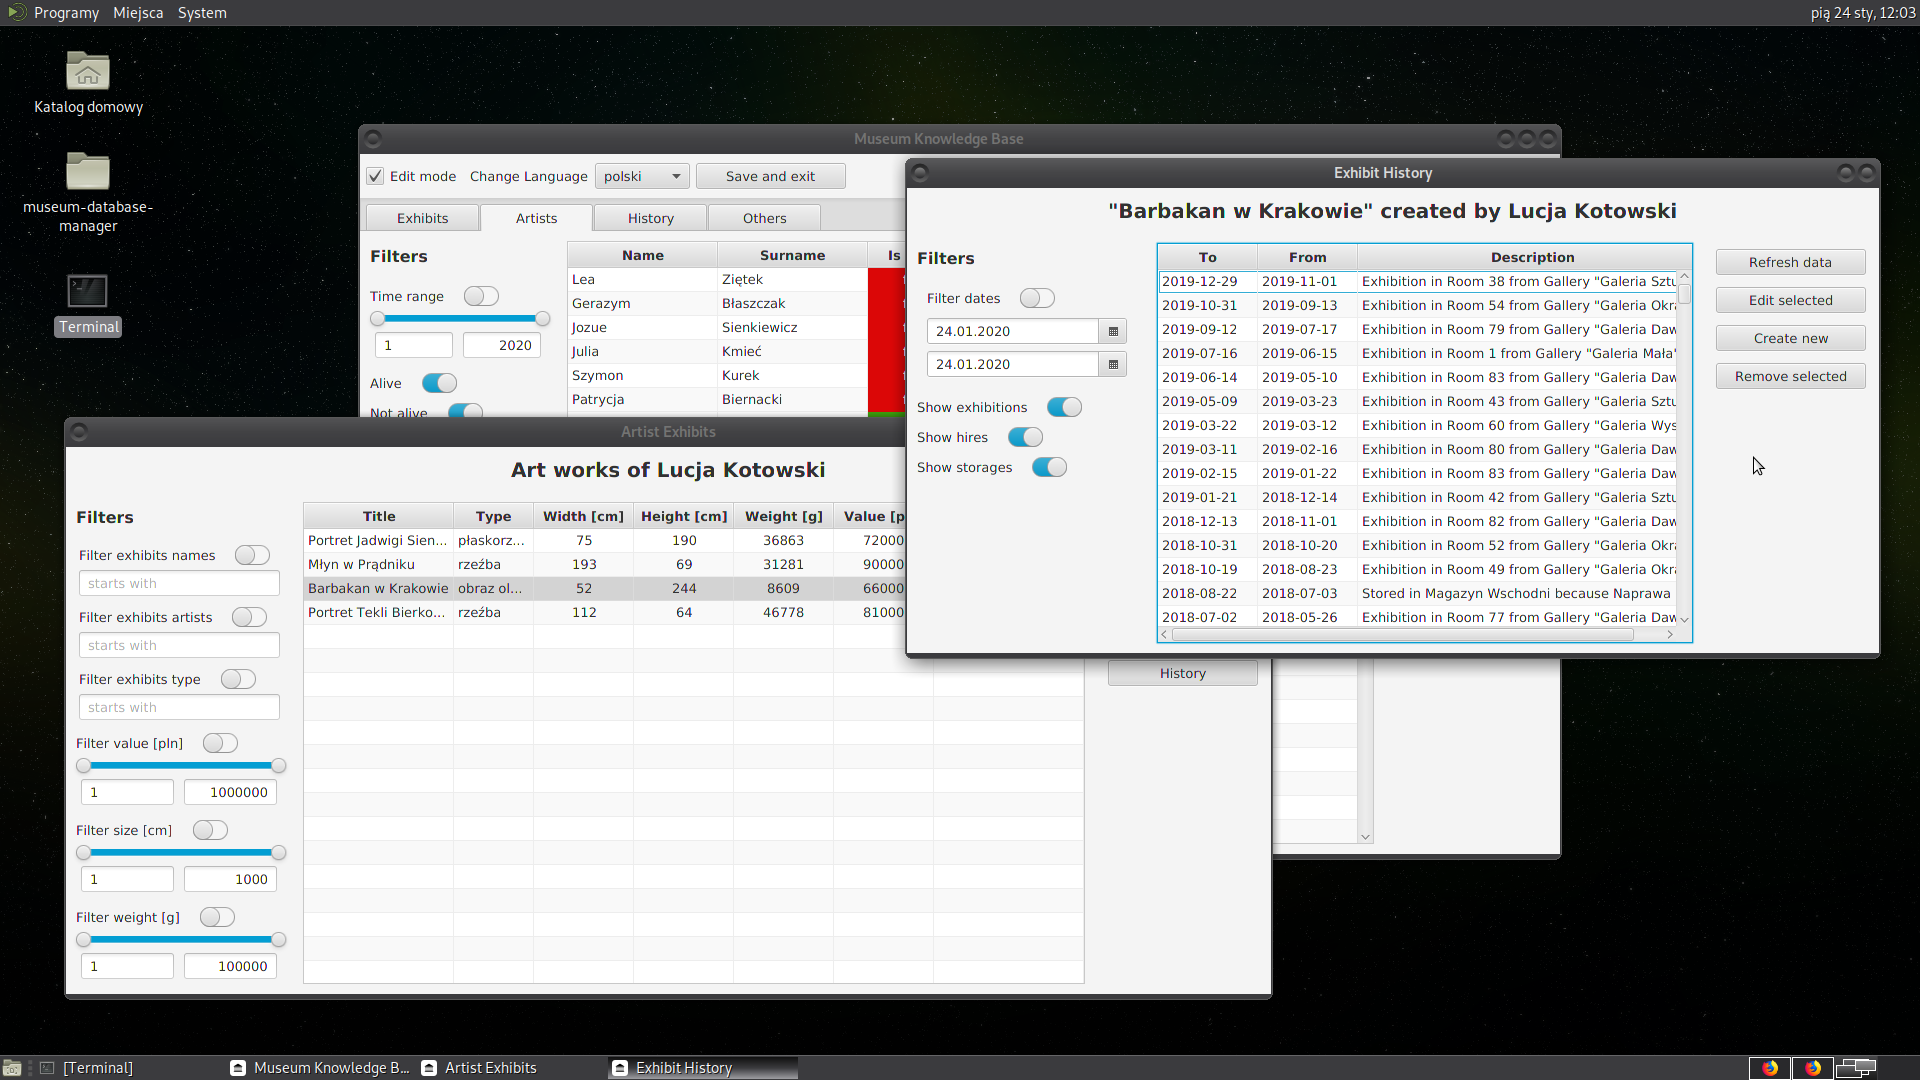 Programy Miejsca System
pią 24 sty, 12:03
Katalog domowy
museum-database-
manager
Terminal
Museum Knowledge Base
Edit mode Change Language polski Save and exit
Exhibits Artists History Others
Filters
Time range
1 2020
Alive
Not alive
Name Surname Is
Lea Ziętek
Gerazym Błaszczak
Jozue Sienkiewicz
Julia Kmieć
Szymon Kurek
Patrycja Biernacki
Exhibit History
"Barbakan w Krakowie" created by Lucja Kotowski
Filters
Filter dates
24.01.2020
24.01.2020
Show exhibitions
Show hires
Show storages
To From Description
2019-12-29 2019-11-01 Exhibition in Room 38 from Gallery "Galeria Sztu
2019-10-31 2019-09-13 Exhibition in Room 54 from Gallery "Galeria Okra
2019-09-12 2019-07-17 Exhibition in Room 79 from Gallery "Galeria Daw
2019-07-16 2019-06-15 Exhibition in Room 1 from Gallery "Galeria Mała"
2019-06-14 2019-05-10 Exhibition in Room 83 from Gallery "Galeria Daw
2019-05-09 2019-03-23 Exhibition in Room 43 from Gallery "Galeria Sztu
2019-03-22 2019-03-12 Exhibition in Room 60 from Gallery "Galeria Wys
2019-03-11 2019-02-16 Exhibition in Room 80 from Gallery "Galeria Daw
2019-02-15 2019-01-22 Exhibition in Room 83 from Gallery "Galeria Daw
2019-01-21 2018-12-14 Exhibition in Room 42 from Gallery "Galeria Sztu
2018-12-13 2018-11-01 Exhibition in Room 82 from Gallery "Galeria Daw
2018-10-31 2018-10-20 Exhibition in Room 52 from Gallery "Galeria Okra
2018-10-19 2018-08-23 Exhibition in Room 49 from Gallery "Galeria Okra
2018-08-22 2018-07-03 Stored in Magazyn Wschodni because Naprawa
2018-07-02 2018-05-26 Exhibition in Room 77 from Gallery "Galeria Daw
Refresh data
Edit selected
Create new
Remove selected
Artist Exhibits
Art works of Lucja Kotowski
Filters
Filter exhibits names
starts with
Filter exhibits artists
starts with
Filter exhibits type
starts with
Filter value [pln]
1 1000000
Filter size [cm]
1 1000
Filter weight [g]
1 100000
Title Type Width [cm] Height [cm] Weight [g] Value [p
Portret Jadwigi Sien... płaskorz... 75 190 36863 72000
Młyn w Prądniku rzeźba 193 69 31281 90000
Barbakan w Krakowie obraz ol... 52 244 8609 66000
Portret Tekli Bierko... rzeźba 112 64 46778 81000
History
[Terminal] Museum Knowledge B... Artist Exhibits Exhibit History